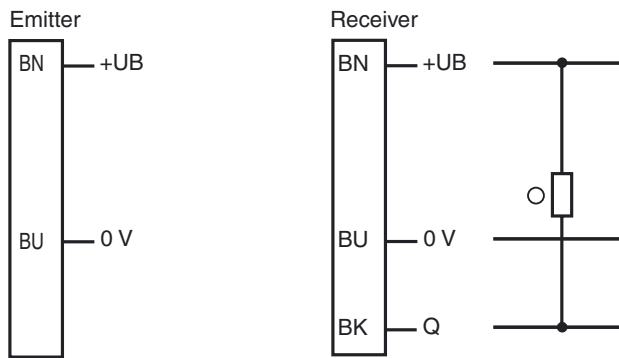 Emitter
BN +UB
BU 0 V
Receiver
BN +UB
BU 0 V
BK Q